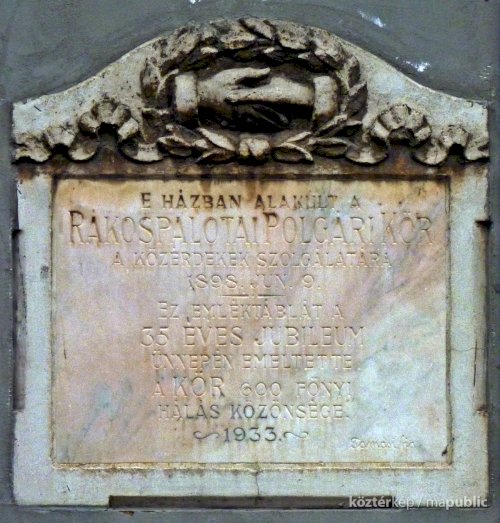 E HÁZBAN ALAKULT A
RÁKOSPALOTAI POLGÁRI KÖR
A KÖZÉRDEKEK SZOLGÁLATÁRA
1898. JUN. 9.
EZ EMLÉKTÁBLÁT A
35 ÉVES JUBILEUM
ÜNNEPÉN EMELTETTE
A KÖR 600 FŐNYI
HÁLÁS KÖZÖNSÉGE.
~1933.~
köztérkép / mapublic